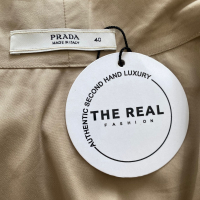 PRADA
MADE IN ITALY
40
AUTHENTIC SECOND HAND LUXURY
THE REAL
FASHION